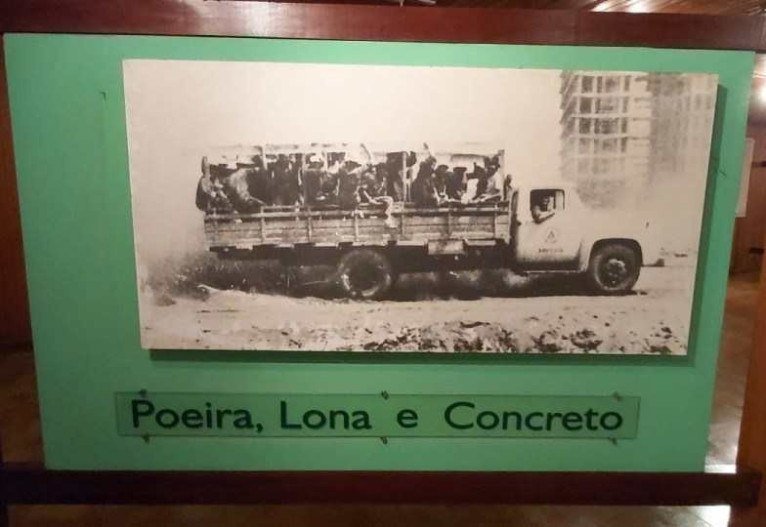 Poeira, Lona e Concreto